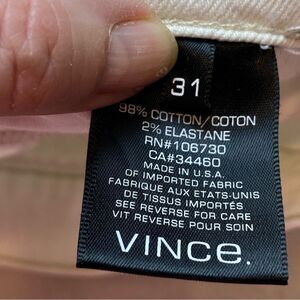 31
98% COTTON/COTON
2% ELASTANE
RN#106730
CA#34460
MADE IN U.S.A.
OF IMPORTED FABRIC
FABRIQUE AUX ETATS-UNIS
DE TISSUS IMPORTÉS
SEE REVERSE FOR CARE
VIT REVERSE POUR SOIN
VINCE.